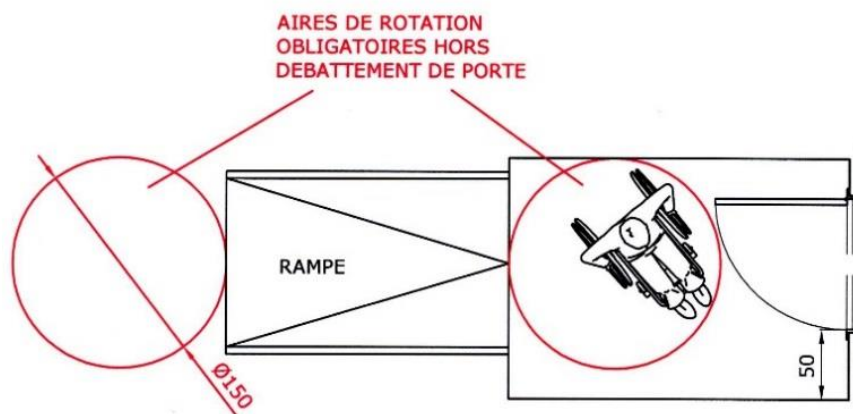 AIRES DE ROTATION
OBLIGATOIRES HORS
DEBATTEMENT DE PORTE
RAMPE
Ø150
50